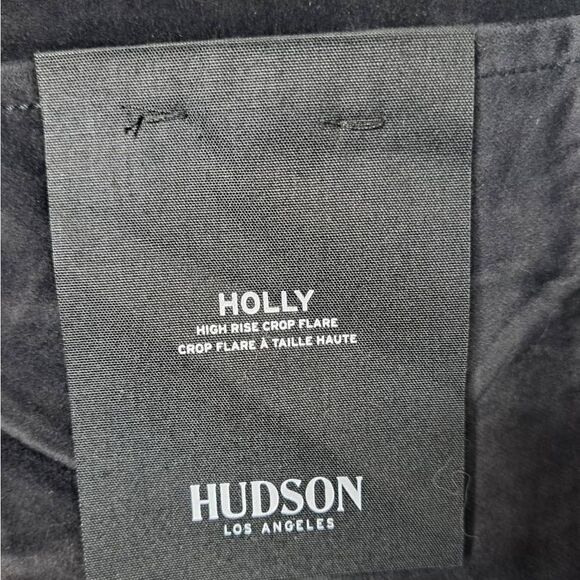 HOLLY
HIGH RISE CROP FLARE
CROP FLARE À TAILLE HAUTE
HUDSON
LOS ANGELES